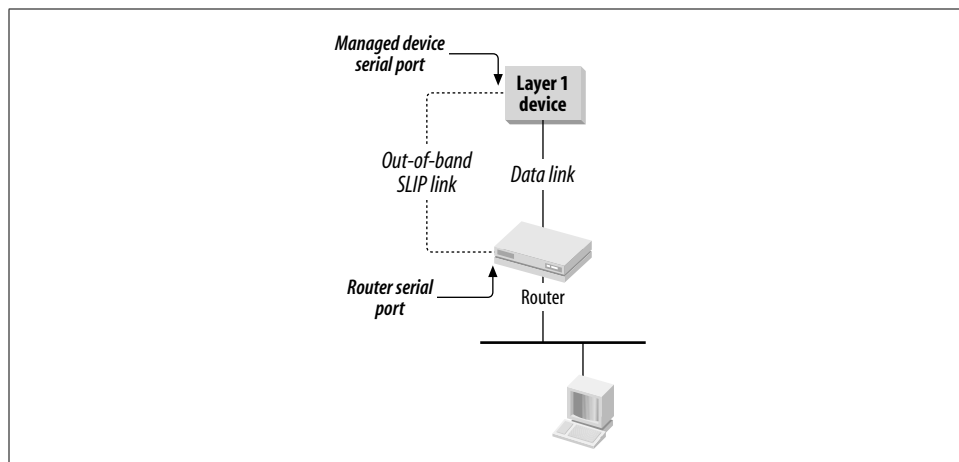 Managed device
serial port
Layer 1
device
Out-of-band
SLIP link
Data link
Router serial
port
Router